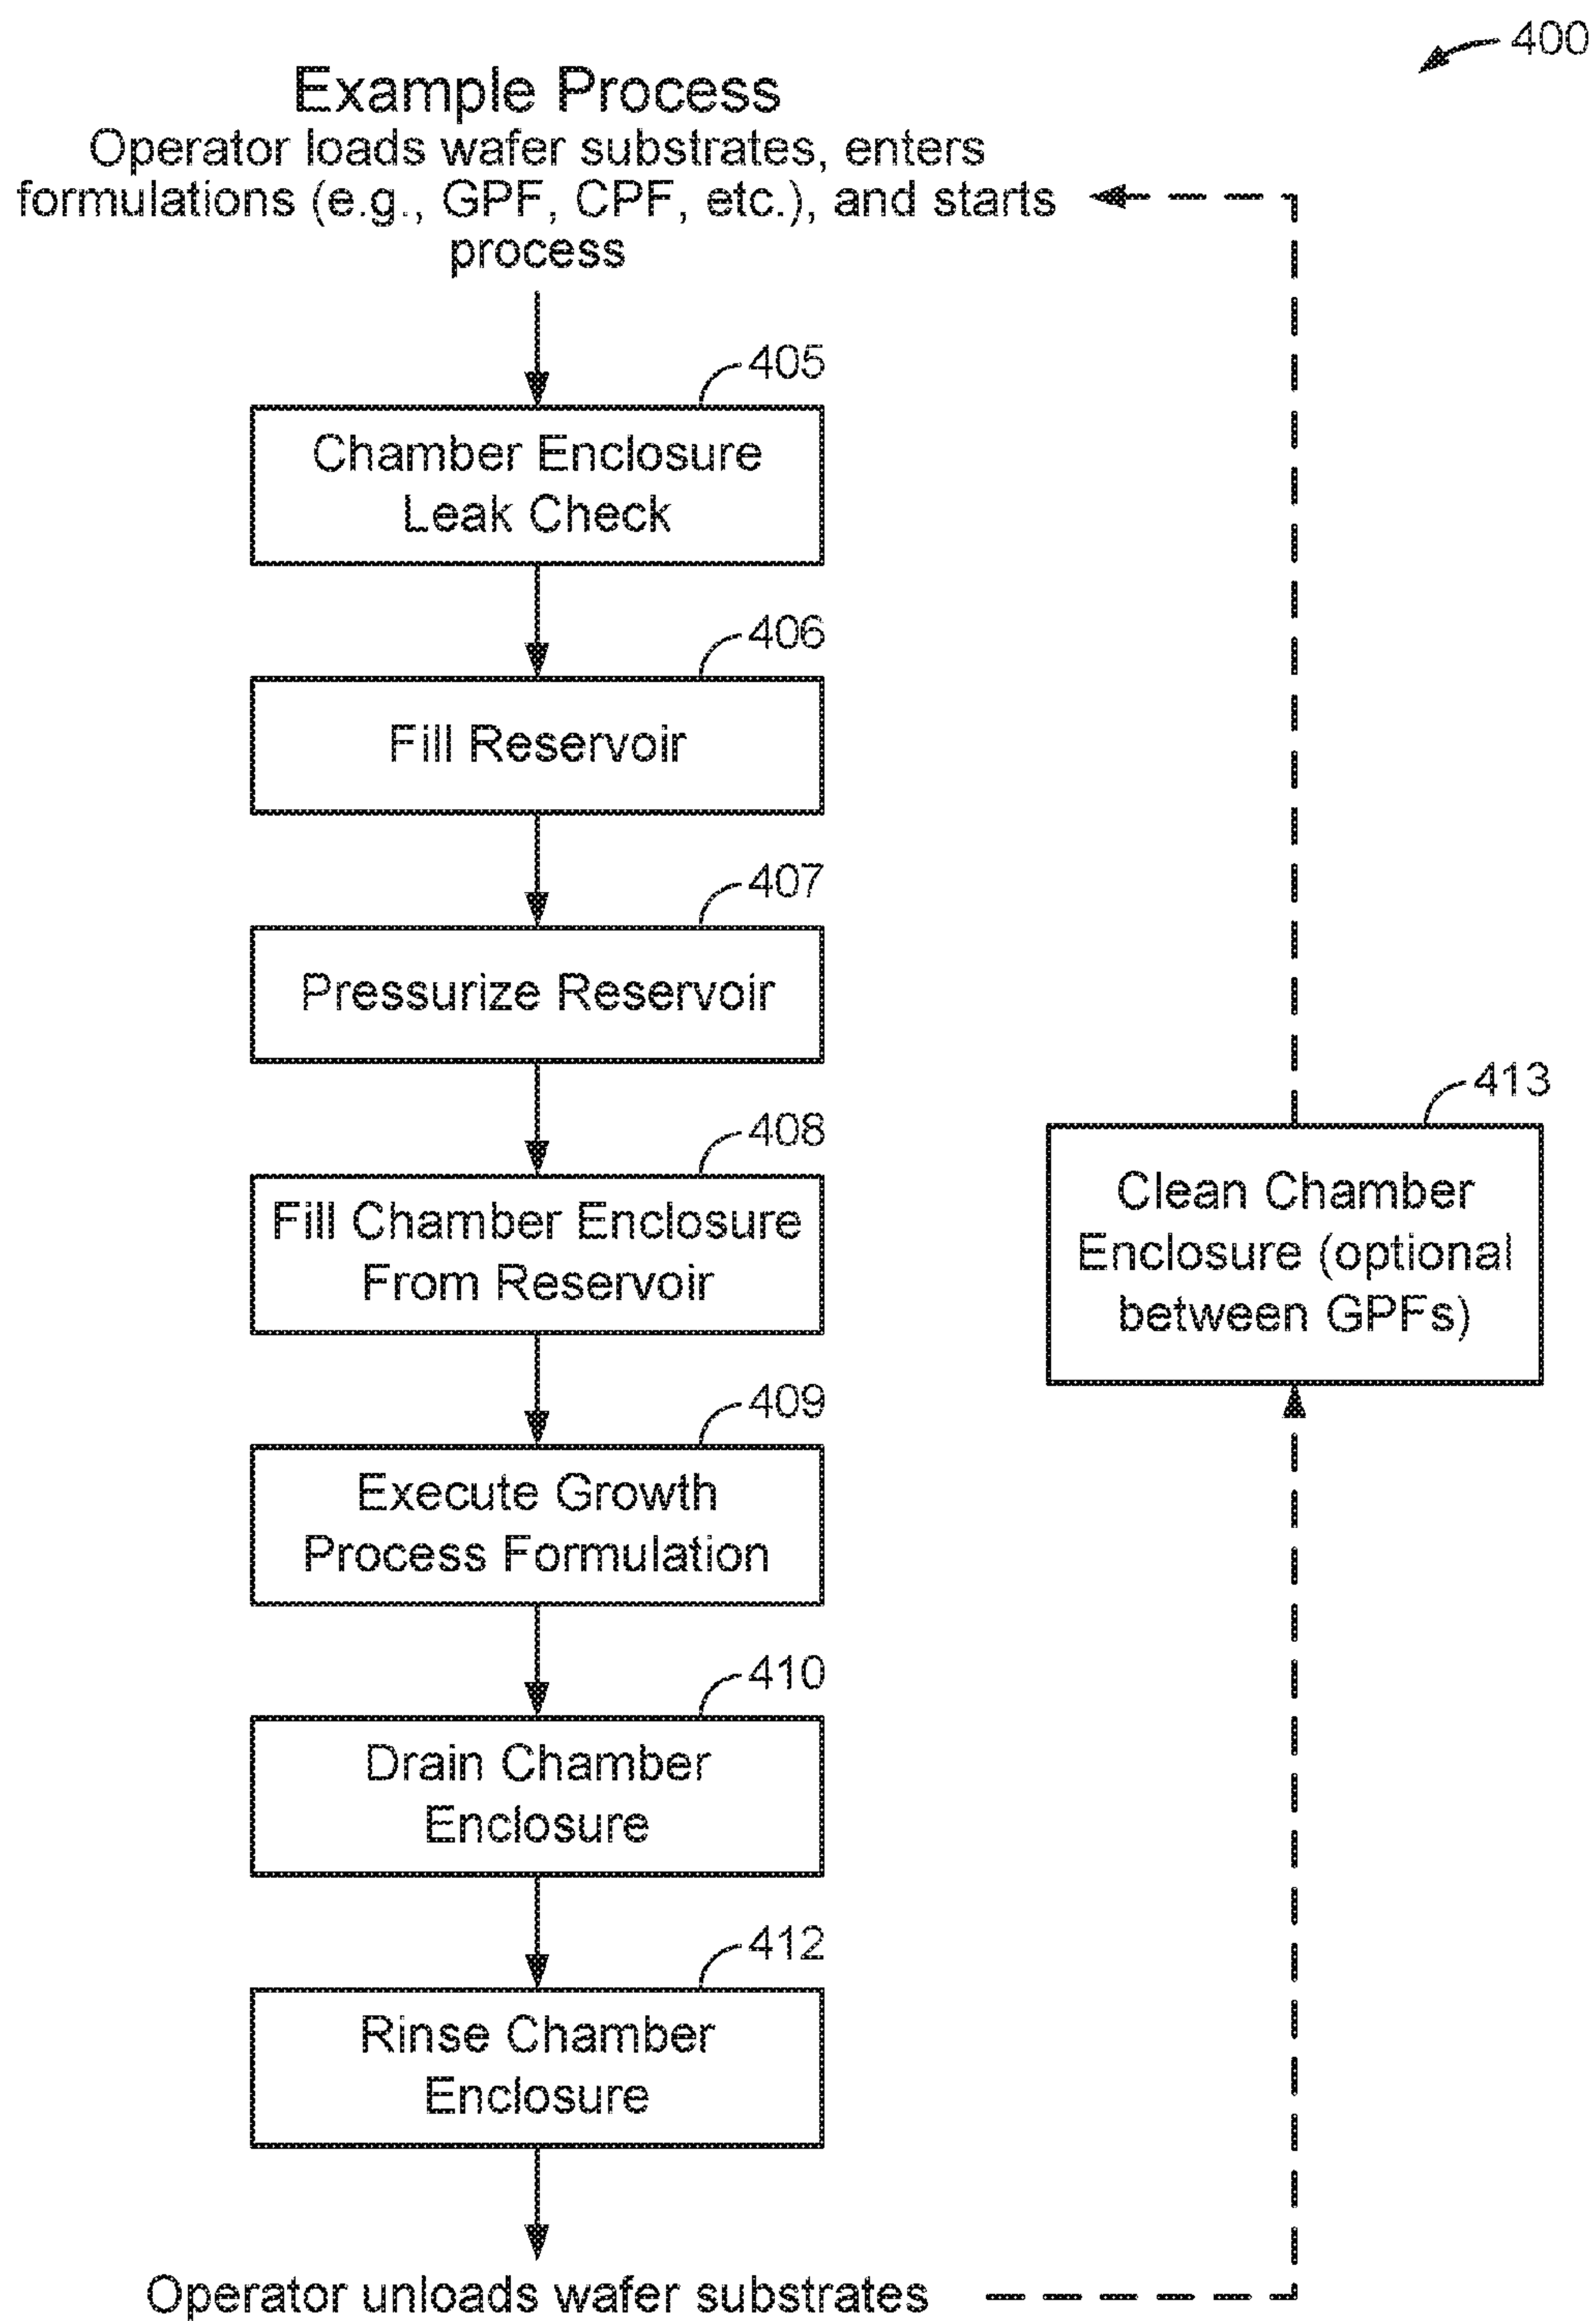 400
Example Process
Operator loads wafer substrates, enters
formulations (e.g., GPF, CPF, etc.), and starts
process
405
Chamber Enclosure
Leak Check
406
Fill Reservoir
407
Pressurize Reservoir
408
Fill Chamber Enclosure
From Reservoir
409
Execute Growth
Process Formulation
410
Drain Chamber
Enclosure
412
Rinse Chamber
Enclosure
Operator unloads wafer substrates
413
Clean Chamber
Enclosure (optional
between GPFs)